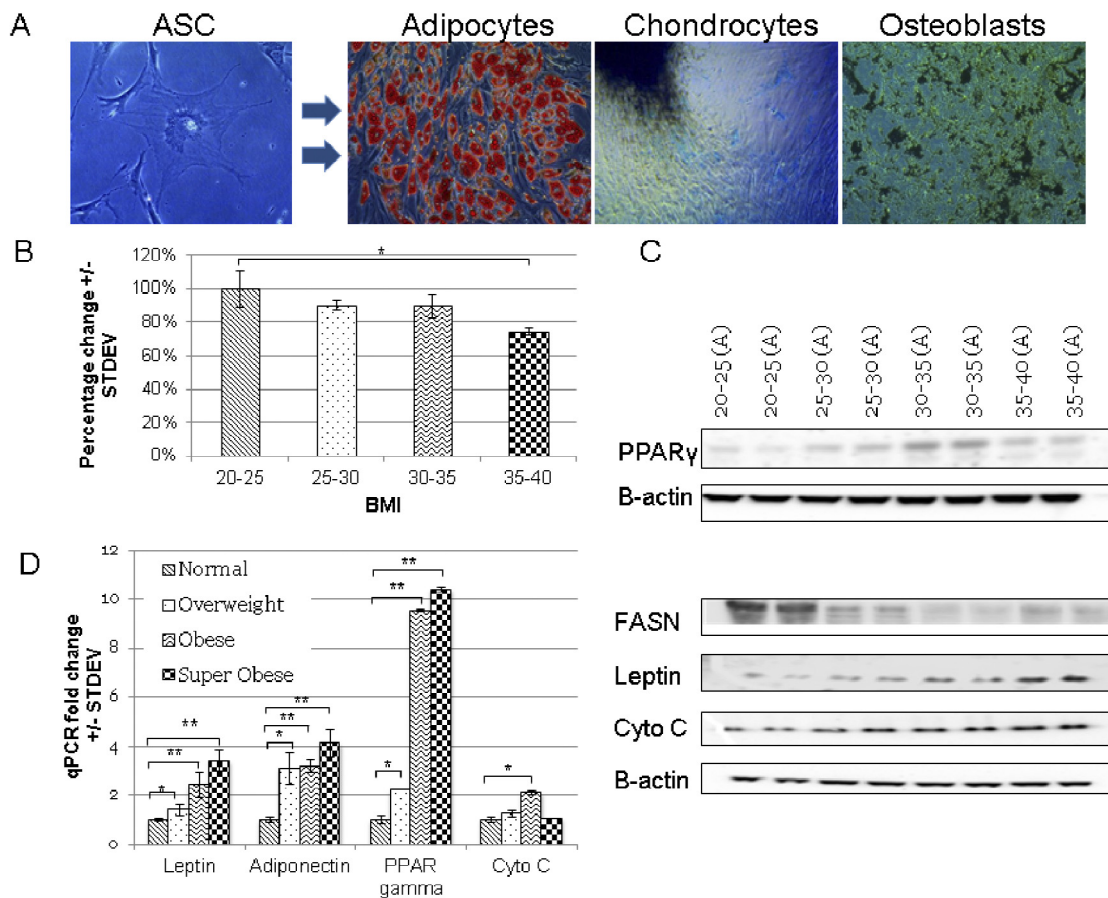 A
ASC
Adipocytes
Chondrocytes
Osteoblasts
B
Percentage change +/-
STDEV
120%
100%
80%
60%
40%
20%
0%
*
20-25
25-30
30-35
35-40
BMI
C
20-25(A)
20-25(A)
25-30(A)
25-30(A)
30-35(A)
30-35(A)
35-40(A)
35-40(A)
PPARγ
B-actin
FASN
Leptin
Cyto C
B-actin
D
qPCR fold change
+/- STDEV
12
10
8
6
4
2
0
Normal
Overweight
Obese
Super Obese
*
**
**
*
**
**
*
**
**
*
Leptin
Adiponectin
PPAR
gamma
Cyto C